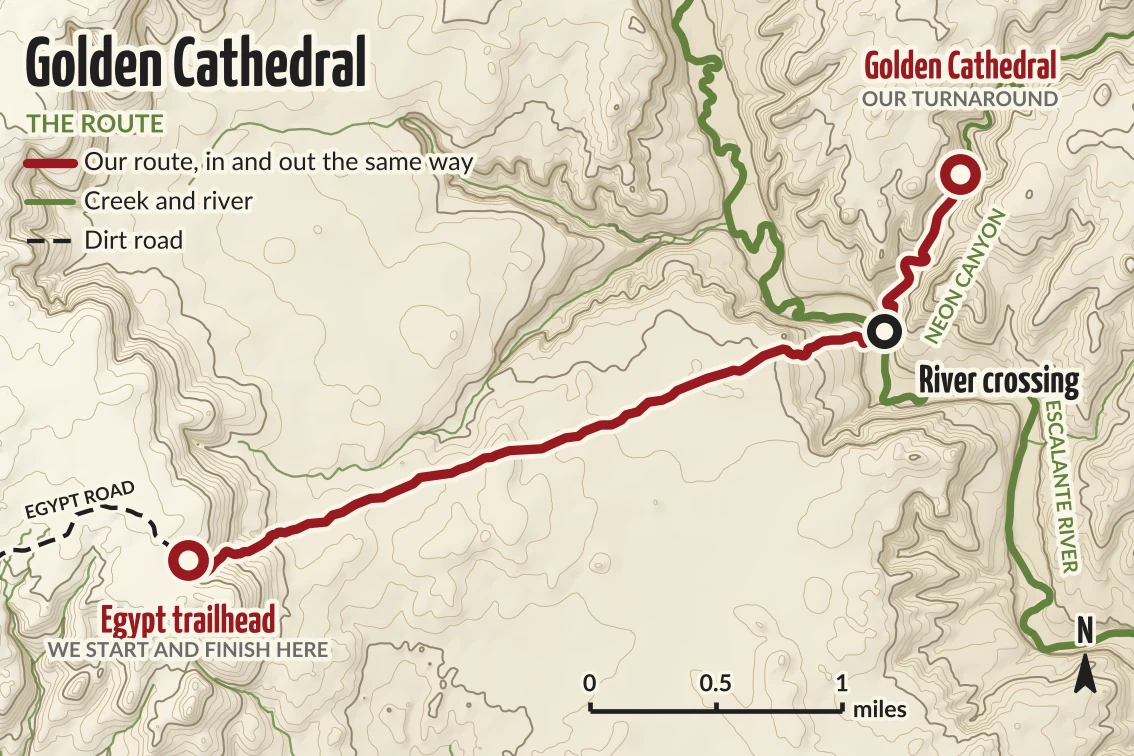 Golden Cathedral
THE ROUTE
Our route, in and out the same way
Creek and river
Dirt road
Golden Cathedral
OUR TURNAROUND
NEON CANYON
River crossing
ESCALANTE RIVER
EGYPT ROAD
Egypt trailhead
WE START AND FINISH HERE
N
0 0.5 1
miles